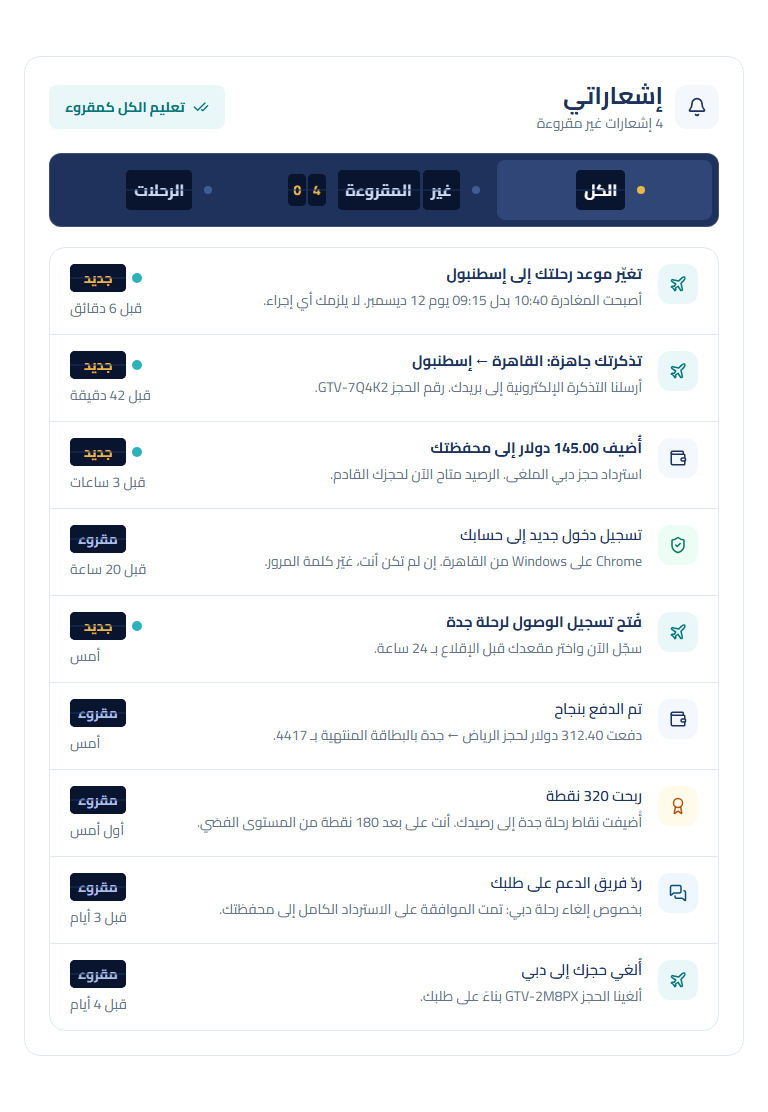 إشعاراتي
4 إشعارات غير مقروءة
تعليم الكل كمقروء
الكل
غير المقروءة 04
الرحلات
تغيّر موعد رحلتك إلى إسطنبول
أصبحت المغادرة 10:40 بدل 09:15 يوم 12 ديسمبر. لا يلزمك أي إجراء.
جديد
قبل 6 دقائق
تذكرتك جاهزة: القاهرة ← إسطنبول
أرسلنا التذكرة الإلكترونية إلى بريدك. رقم الحجز GTV-7Q4K2.
جديد
قبل 42 دقيقة
أُضيف 145.00 دولار إلى محفظتك
استرداد حجز دبي الملغى. الرصيد متاح الآن لحجزك القادم.
جديد
قبل 3 ساعات
تسجيل دخول جديد إلى حسابك
Chrome على Windows من القاهرة. إن لم تكن أنت، غيّر كلمة المرور.
مقروء
قبل 20 ساعة
فُتح تسجيل الوصول لرحلة جدة
سجّل الآن واختر مقعدك قبل الإقلاع بـ 24 ساعة.
جديد
أمس
تم الدفع بنجاح
دفعت 312.40 دولار لحجز الرياض ← جدة بالبطاقة المنتهية بـ 4417.
مقروء
أمس
ربحت 320 نقطة
أُضيفت نقاط رحلة جدة إلى رصيدك. أنت على بعد 180 نقطة من المستوى الفضي.
مقروء
أول أمس
ردّ فريق الدعم على طلبك
بخصوص إلغاء رحلة دبي: تمت الموافقة على الاسترداد الكامل إلى محفظتك.
مقروء
قبل 3 أيام
أُلغي حجزك إلى دبي
ألغينا الحجز GTV-2M8PX بناءً على طلبك.
مقروء
قبل 4 أيام